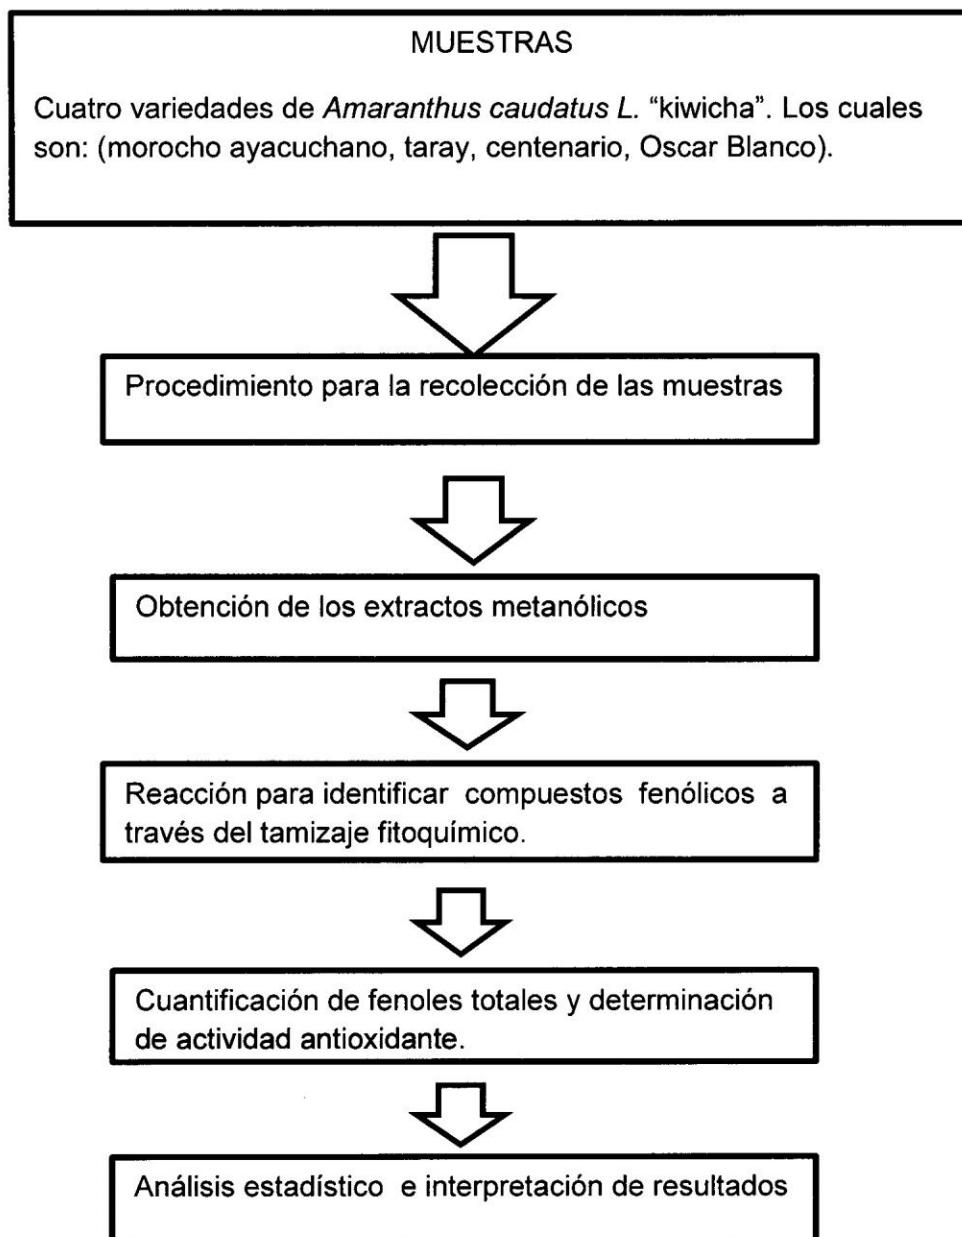 MUESTRAS
Cuatro variedades de Amaranthus caudatus L. “kiwicha”. Los cuales
son: (morocho ayacuchano, taray, centenario, Oscar Blanco).
Procedimiento para la recolección de las muestras
Obtención de los extractos metanólicos
Reacción para identificar compuestos fenólicos a
través del tamizaje fitoquímico.
Cuantificación de fenoles totales y determinación
de actividad antioxidante.
Análisis estadístico e interpretación de resultados